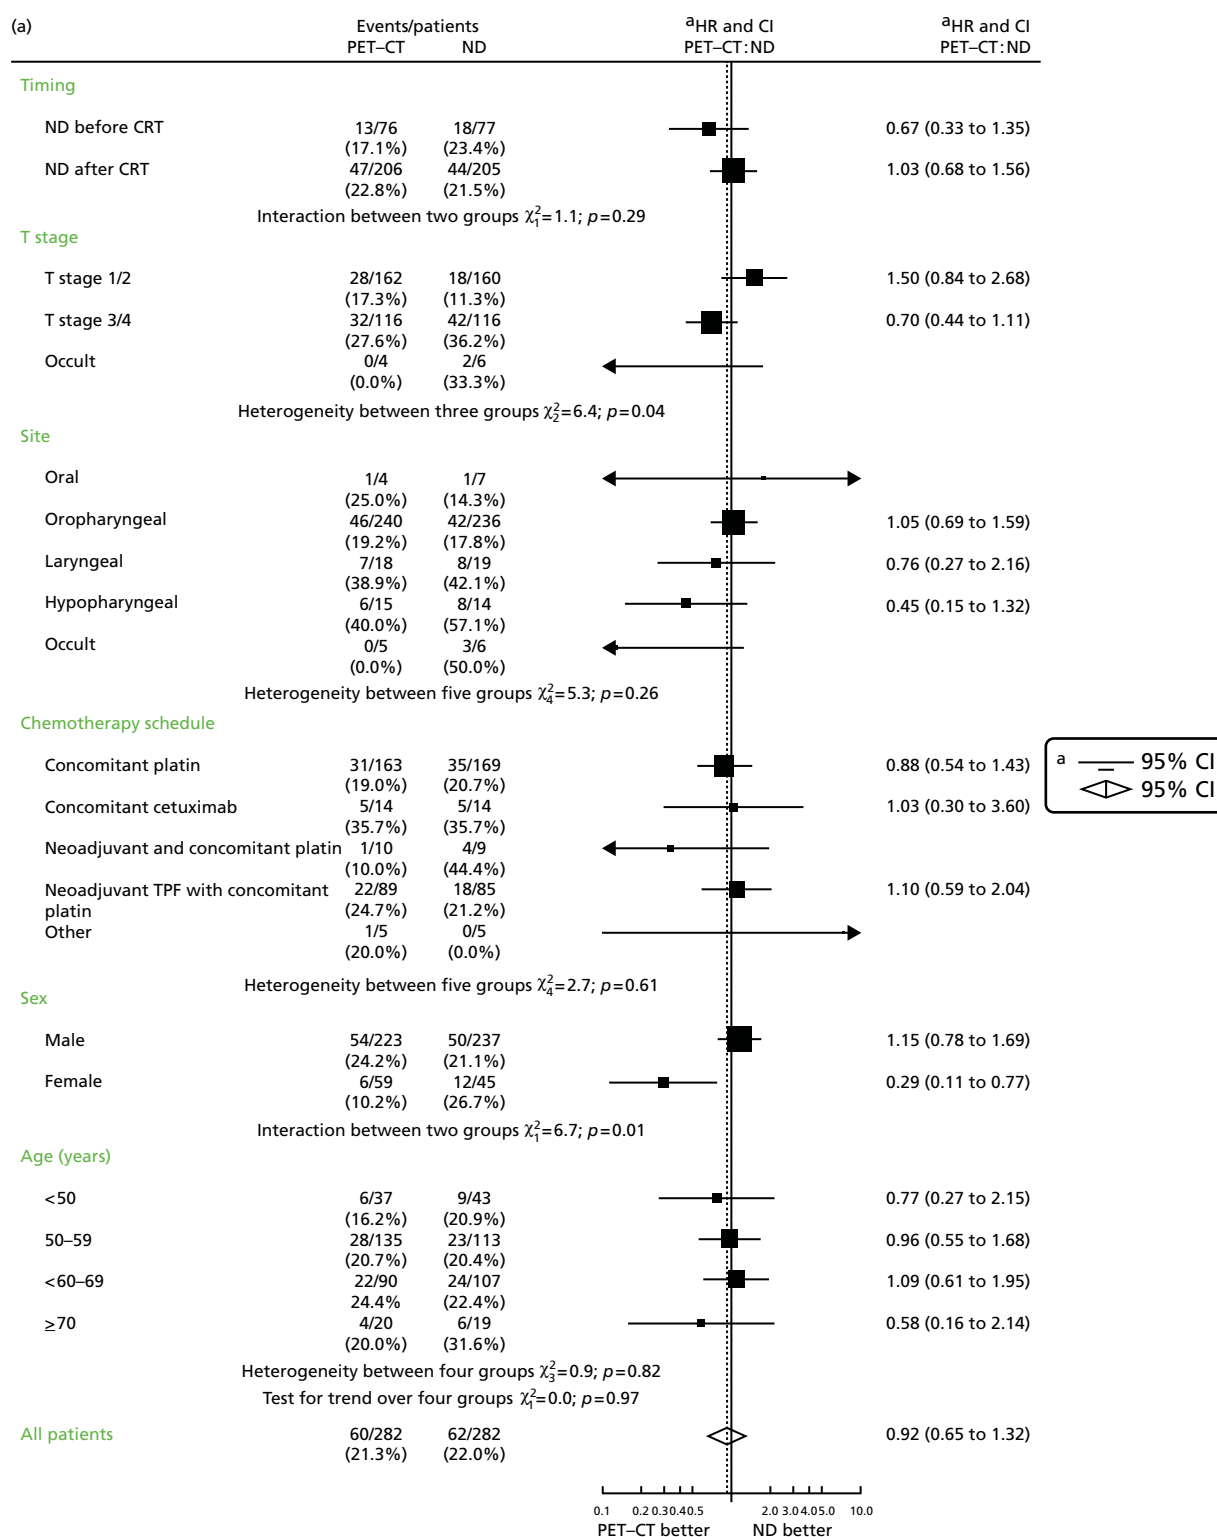 (a) Events/patients ᵃHR and CI ᵃHR and CI
PET–CT ND PET–CT:ND PET–CT:ND
Timing
ND before CRT 13/76 18/77 0.67 (0.33 to 1.35)
(17.1%) (23.4%)
ND after CRT 47/206 44/205 1.03 (0.68 to 1.56)
(22.8%) (21.5%)
Interaction between two groups χ²₁=1.1; p=0.29
T stage
T stage 1/2 28/162 18/160 1.50 (0.84 to 2.68)
(17.3%) (11.3%)
T stage 3/4 32/116 42/116 0.70 (0.44 to 1.11)
(27.6%) (36.2%)
Occult 0/4 2/6
(0.0%) (33.3%)
Heterogeneity between three groups χ²₂=6.4; p=0.04
Site
Oral 1/4 1/7
(25.0%) (14.3%)
Oropharyngeal 46/240 42/236 1.05 (0.69 to 1.59)
(19.2%) (17.8%)
Laryngeal 7/18 8/19 0.76 (0.27 to 2.16)
(38.9%) (42.1%)
Hypopharyngeal 6/15 8/14 0.45 (0.15 to 1.32)
(40.0%) (57.1%)
Occult 0/5 3/6
(0.0%) (50.0%)
Heterogeneity between five groups χ²₄=5.3; p=0.26
Chemotherapy schedule
Concomitant platin 31/163 35/169 0.88 (0.54 to 1.43)
(19.0%) (20.7%)
Concomitant cetuximab 5/14 5/14 1.03 (0.30 to 3.60)
(35.7%) (35.7%)
Neoadjuvant and concomitant platin 1/10 4/9
(10.0%) (44.4%)
Neoadjuvant TPF with concomitant 22/89 18/85 1.10 (0.59 to 2.04)
platin (24.7%) (21.2%)
Other 1/5 0/5
(20.0%) (0.0%)
Heterogeneity between five groups χ²₄=2.7; p=0.61
Sex
Male 54/223 50/237 1.15 (0.78 to 1.69)
(24.2%) (21.1%)
Female 6/59 12/45 0.29 (0.11 to 0.77)
(10.2%) (26.7%)
Interaction between two groups χ²₁=6.7; p=0.01
Age (years)
<50 6/37 9/43 0.77 (0.27 to 2.15)
(16.2%) (20.9%)
50–59 28/135 23/113 0.96 (0.55 to 1.68)
(20.7%) (20.4%)
<60–69 22/90 24/107 1.09 (0.61 to 1.95)
24.4% (22.4%)
≥70 4/20 6/19 0.58 (0.16 to 2.14)
(20.0%) (31.6%)
Heterogeneity between four groups χ²₃=0.9; p=0.82
Test for trend over four groups χ²₁=0.0; p=0.97
All patients 60/282 62/282 0.92 (0.65 to 1.32)
(21.3%) (22.0%)
0.1 0.2 0.3 0.4 0.5 2.0 3.0 4.0 5.0 10.0
PET–CT better ND better
a 95% CI
95% CI